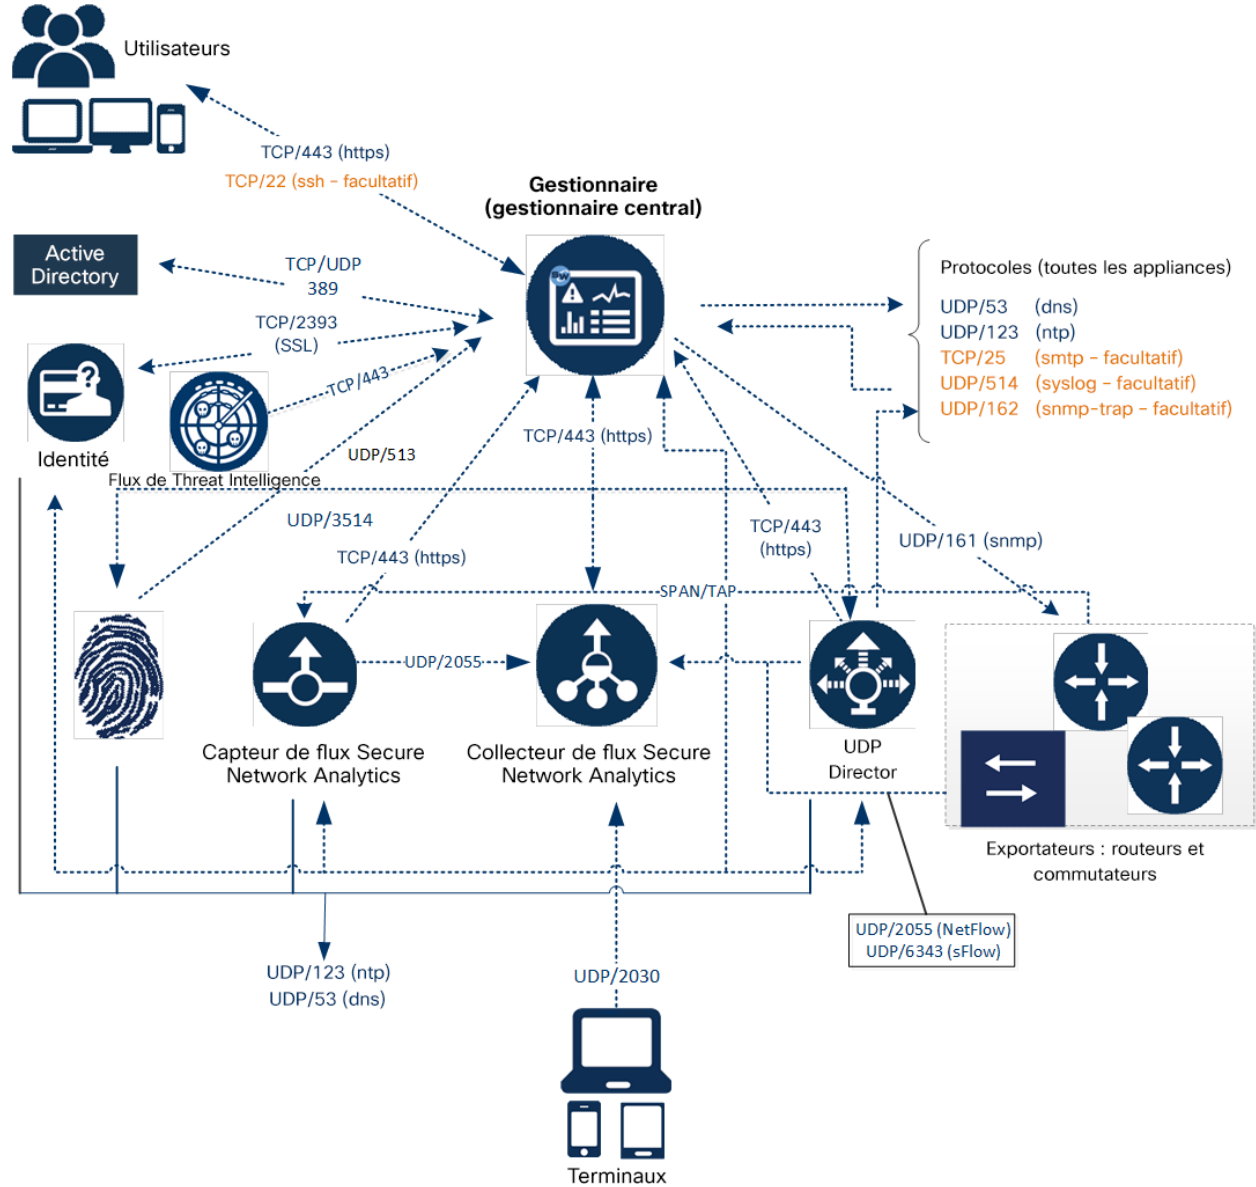 Utilisateurs
TCP/443 (https)
TCP/22 (ssh – facultatif)
Gestionnaire
(gestionnaire central)
SW
Active
Directory
TCP/UDP
389
Protocoles (toutes les appliances)
UDP/53 (dns)
UDP/123 (ntp)
TCP/25 (smtp – facultatif)
UDP/514 (syslog – facultatif)
UDP/162 (snmp-trap – facultatif)
TCP/2393
(SSL)
TCP/443
Identité
Flux de Threat Intelligence
UDP/513
TCP/443 (https)
UDP/3514
TCP/443 (https)
TCP/443
(https)
UDP/161 (snmp)
SPAN/TAP
UDP/2055
Capteur de flux Secure
Network Analytics
Collecteur de flux Secure
Network Analytics
UDP
Director
Exportateurs : routeurs et
commutateurs
UDP/2055 (NetFlow)
UDP/6343 (sFlow)
UDP/123 (ntp)
UDP/53 (dns)
UDP/2030
Terminaux